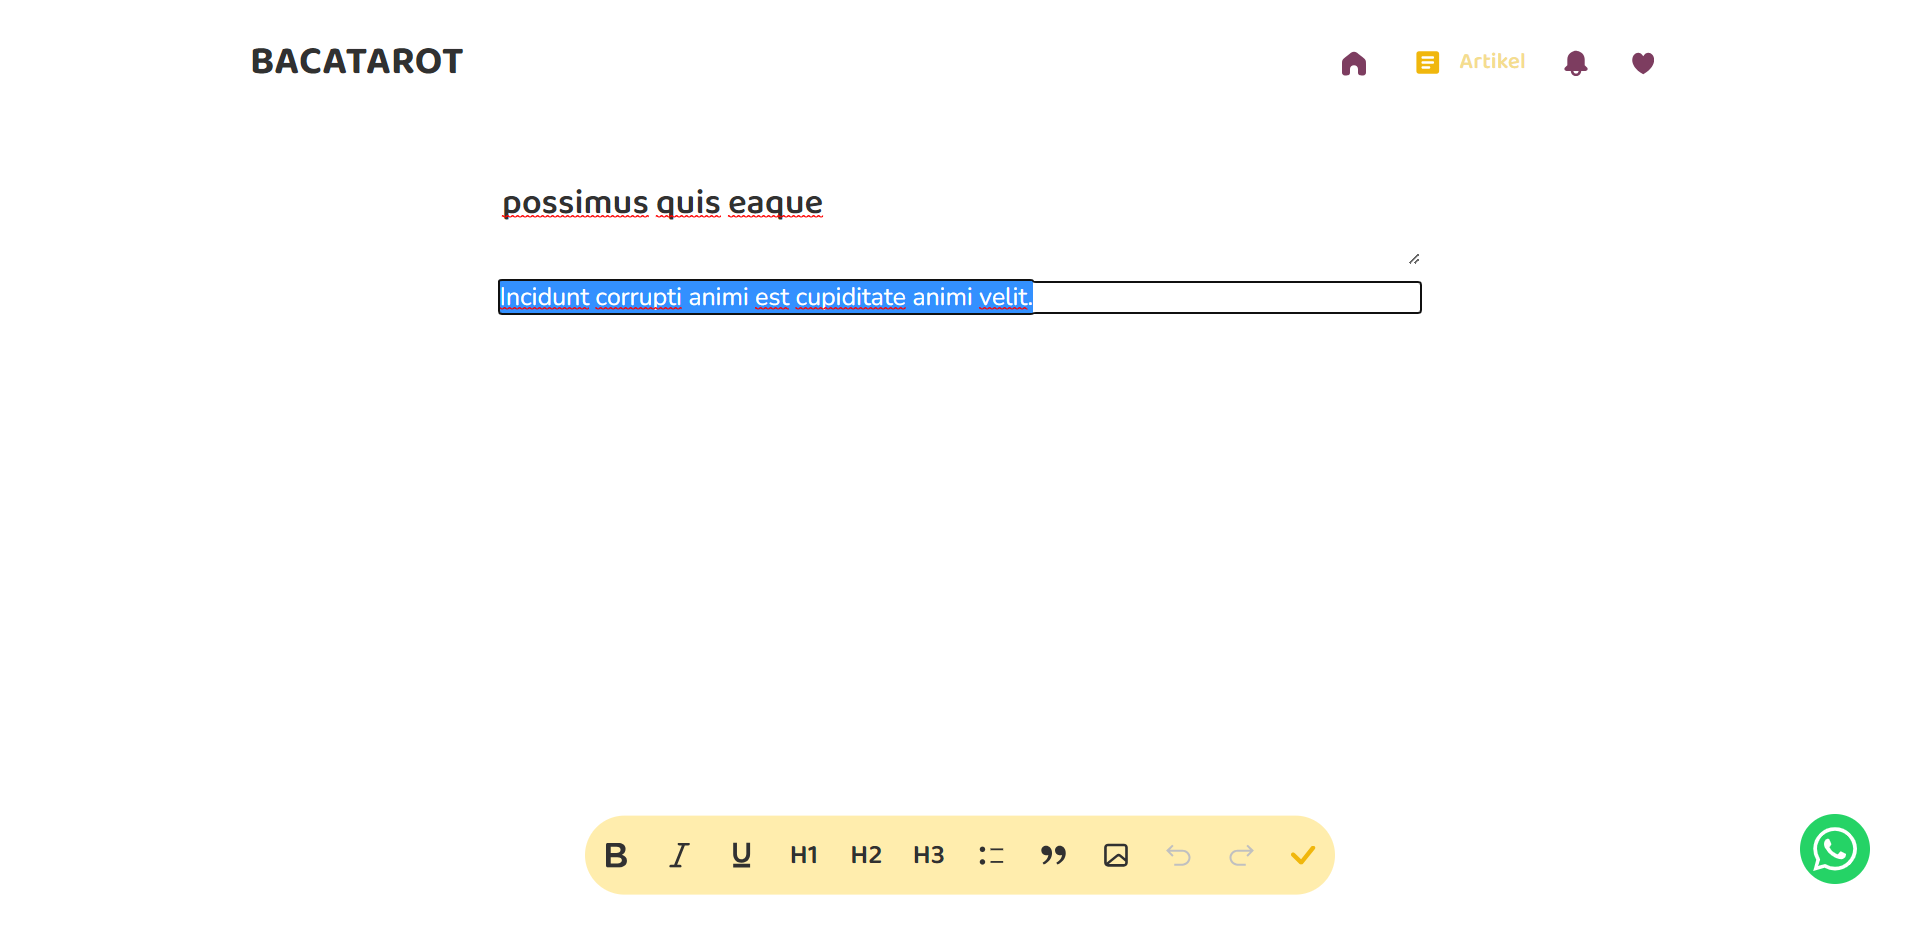 BACATAROT
Artikel
possimus quis eaque
Incidunt corrupti animi est cupiditate animi velit.
B I U H1 H2 H3